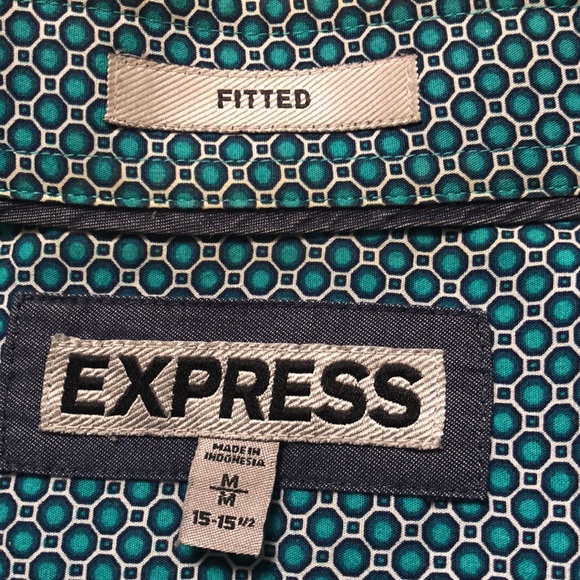 FITTED
EXPRESS
MADE IN
INDONESIA
M
M
15-15 1/2